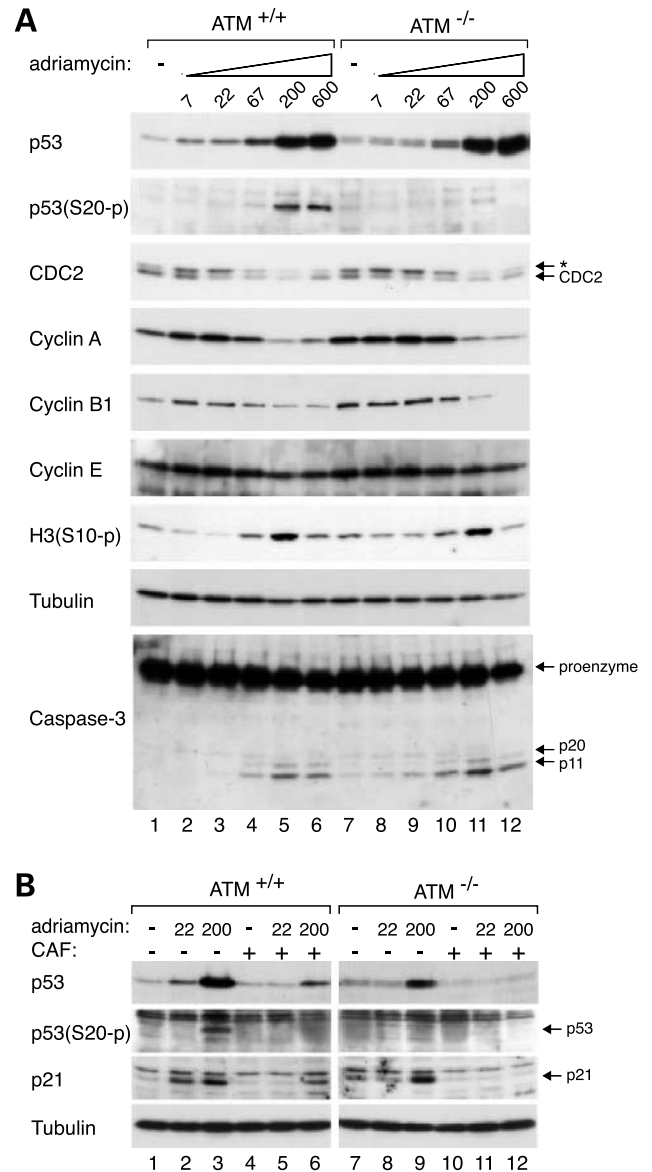 A
ATM +/+ ATM -/-
adriamycin: - 7 22 67 200 600 - 7 22 67 200 600
p53
p53(S20-p)
*
CDC2 CDC2
Cyclin A
Cyclin B1
Cyclin E
H3(S10-p)
Tubulin
proenzyme
Caspase-3
p20
p11
1 2 3 4 5 6 7 8 9 10 11 12
B
ATM +/+ ATM -/-
adriamycin: - 22 200 - 22 200 - 22 200 - 22 200
CAF: - - - + + + - - - + + +
p53
p53(S20-p) p53
p21 p21
Tubulin
1 2 3 4 5 6 7 8 9 10 11 12